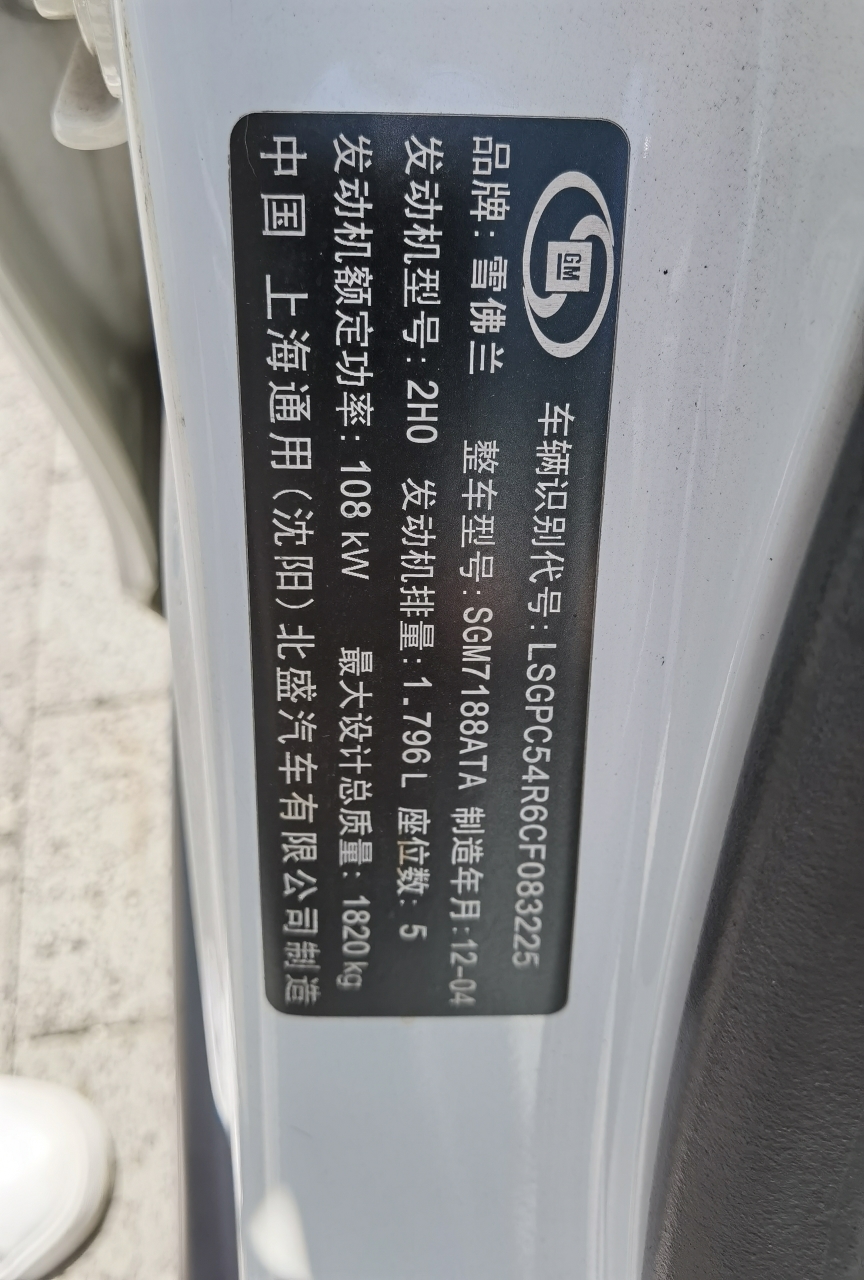 GM
车辆识别代号: LSGPC54R6CF083225
品牌: 雪佛兰 整车型号: SGM7188ATA 制造年月: 12-04
发动机型号: 2H0 发动机排量: 1.796L 座位数: 5
发动机额定功率: 108 kW 最大设计总质量: 1820kg
中国 上海通用(沈阳)北盛汽车有限公司制造